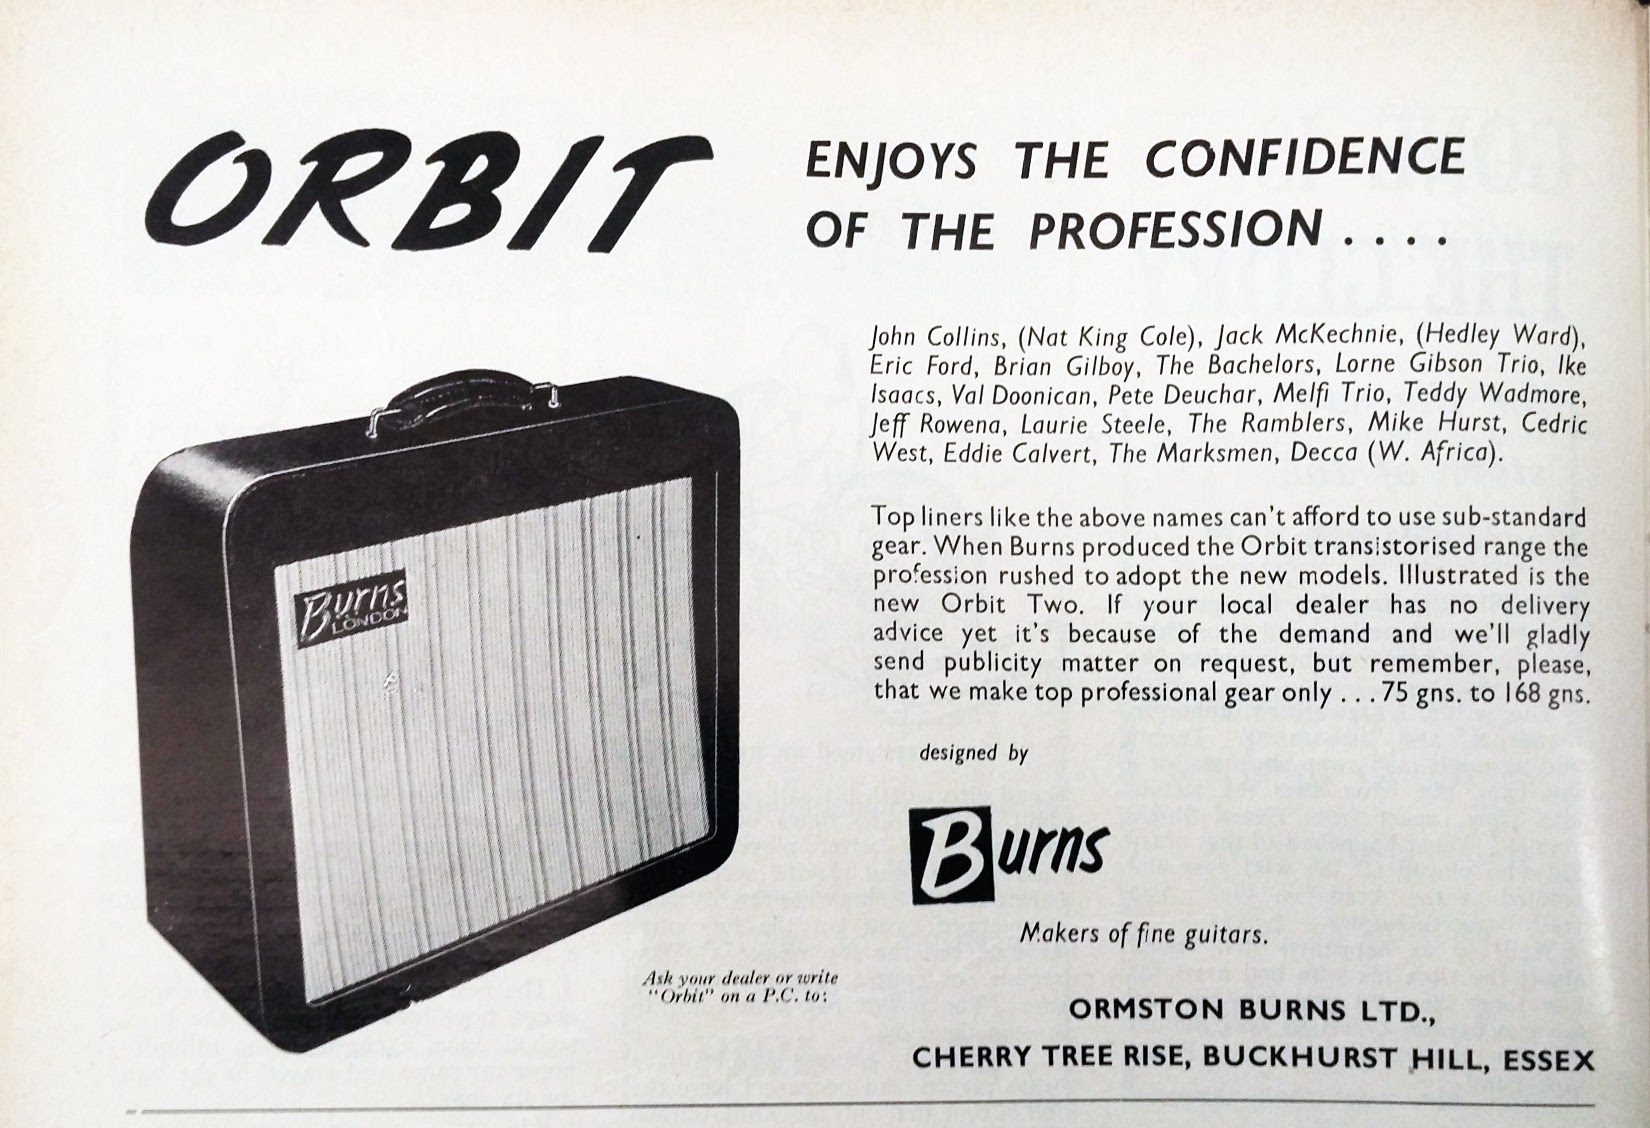 ORBIT
ENJOYS THE CONFIDENCE
OF THE PROFESSION . . . .
John Collins, (Nat King Cole), Jack McKechnie, (Hedley Ward),
Eric Ford, Brian Gilboy, The Bachelors, Lorne Gibson Trio, Ike
Isaacs, Val Doonican, Pete Deuchar, Melfi Trio, Teddy Wadmore,
Jeff Rowena, Laurie Steele, The Ramblers, Mike Hurst, Cedric
West, Eddie Calvert, The Marksmen, Decca (W. Africa).
Top liners like the above names can't afford to use sub-standard
gear. When Burns produced the Orbit transistorised range the
profession rushed to adopt the new models. Illustrated is the
new Orbit Two. If your local dealer has no delivery
advice yet it's because of the demand and we'll gladly
send publicity matter on request, but remember, please,
that we make top professional gear only . . . 75 gns. to 168 gns.
Burns
LONDON
designed by
Burns
Makers of fine guitars.
Ask your dealer or write
"Orbit" on a P.C. to:
ORMSTON BURNS LTD.,
CHERRY TREE RISE, BUCKHURST HILL, ESSEX